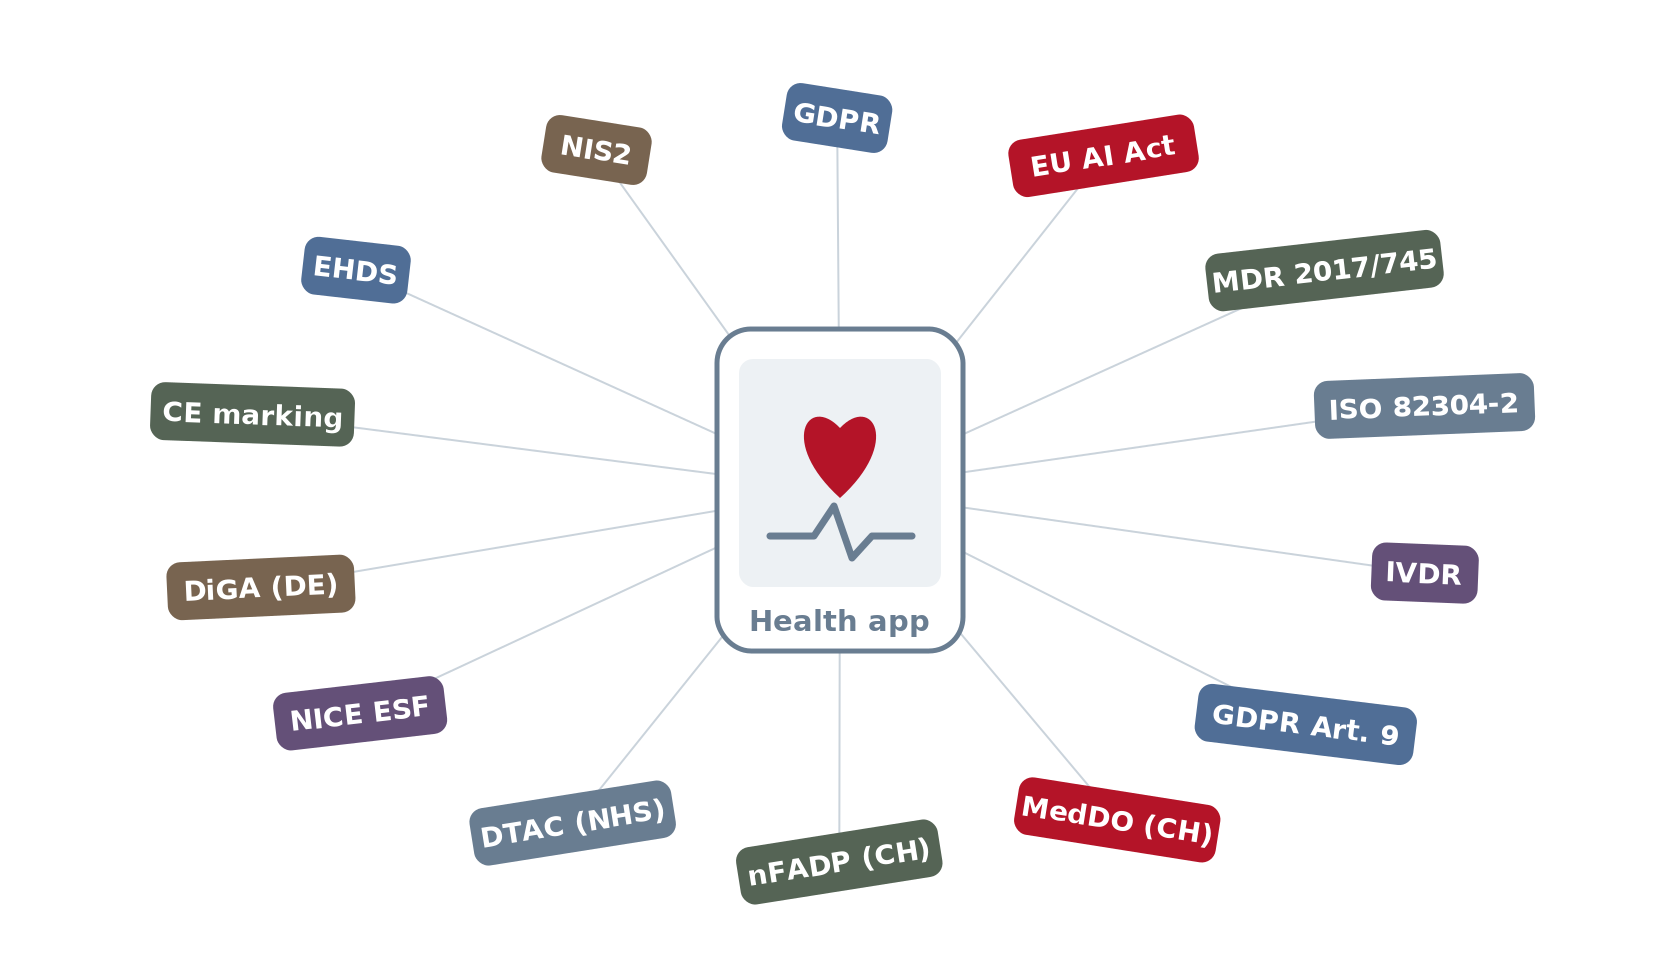 GDPR
NIS2
EU AI Act
EHDS
MDR 2017/745
CE marking
ISO 82304-2
DiGA (DE)
IVDR
Health app
NICE ESF
GDPR Art. 9
DTAC (NHS)
MedDO (CH)
nFADP (CH)